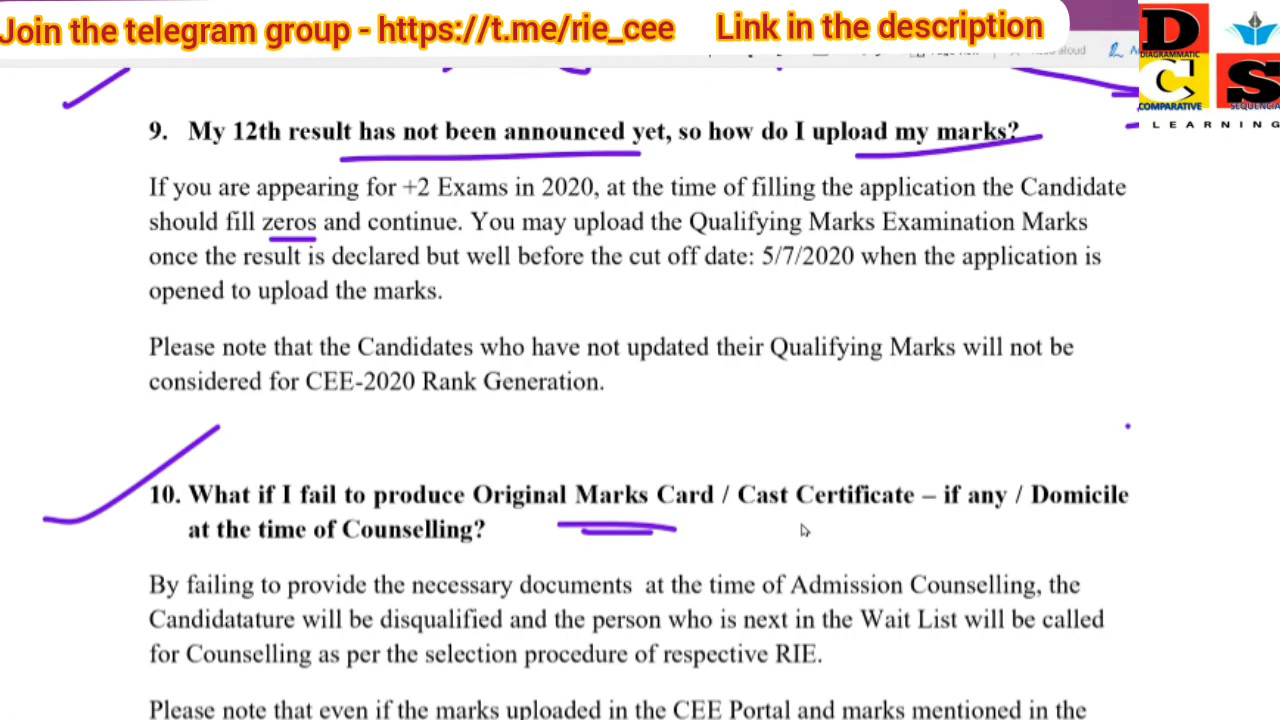 Join the telegram group - https://t.me/rie_cee Link in the description
aloud
DIAGRAMMATIC
COMPARATIVE
LEARNING
9. My 12th result has not been announced yet, so how do I upload my marks?
If you are appearing for +2 Exams in 2020, at the time of filling the application the Candidate
should fill zeros and continue. You may upload the Qualifying Marks Examination Marks
once the result is declared but well before the cut off date: 5/7/2020 when the application is
opened to upload the marks.
Please note that the Candidates who have not updated their Qualifying Marks will not be
considered for CEE-2020 Rank Generation.
10. What if I fail to produce Original Marks Card / Cast Certificate – if any / Domicile
at the time of Counselling?
By failing to provide the necessary documents at the time of Admission Counselling, the
Candidatature will be disqualified and the person who is next in the Wait List will be called
for Counselling as per the selection procedure of respective RIE.
Please note that even if the marks uploaded in the CEE Portal and marks mentioned in the